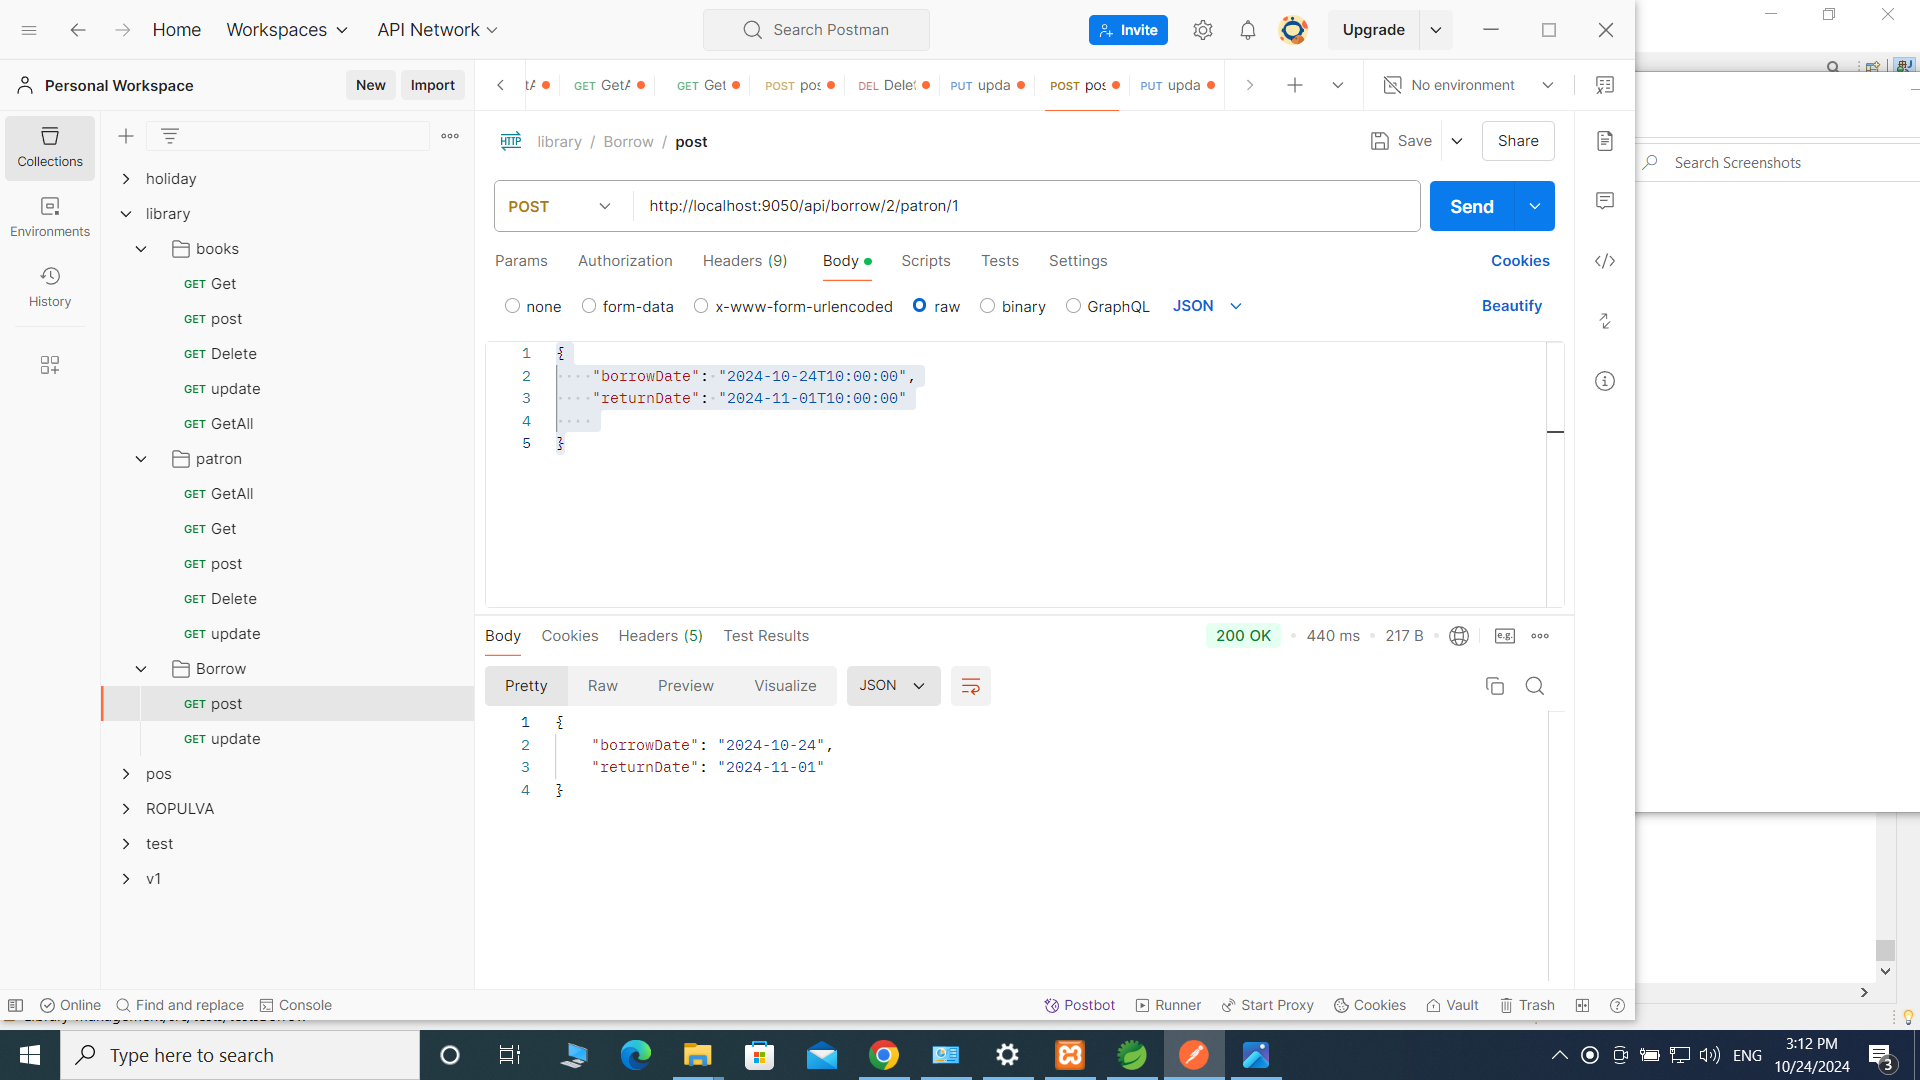 Home
Workspaces
API Network
Search Postman
Invite
Upgrade
Personal Workspace
New
Import
GET GetA
GET Get
POST pos
DEL Delet
PUT upda
POST pos
PUT upda
No environment
Collections
Environments
History
holiday
library
books
GET Get
GET post
GET Delete
GET update
GET GetAll
patron
GET GetAll
GET Get
GET post
GET Delete
GET update
Borrow
GET post
GET update
pos
ROPULVA
test
v1
HTTP library / Borrow / post
Save
Share
POST
http://localhost:9050/api/borrow/2/patron/1
Send
Params Authorization Headers (9) Body Scripts Tests Settings
Cookies
none form-data x-www-form-urlencoded raw binary GraphQL JSON
Beautify
1 {
2 "borrowDate": "2024-10-24T10:00:00",
3 "returnDate": "2024-11-01T10:00:00"
4
5 }
Body Cookies Headers (5) Test Results
200 OK 440 ms 217 B
e.g.
Pretty Raw Preview Visualize JSON
1 {
2 "borrowDate": "2024-10-24",
3 "returnDate": "2024-11-01"
4 }
Search Screenshots
Online Find and replace Console
Postbot Runner Start Proxy Cookies Vault Trash
Type here to search
ENG
3:12 PM
10/24/2024
3